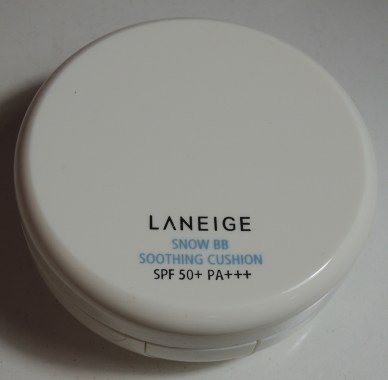 LANEIGE
SNOW BB
SOOTHING CUSHION
SPF 50+ PA+++